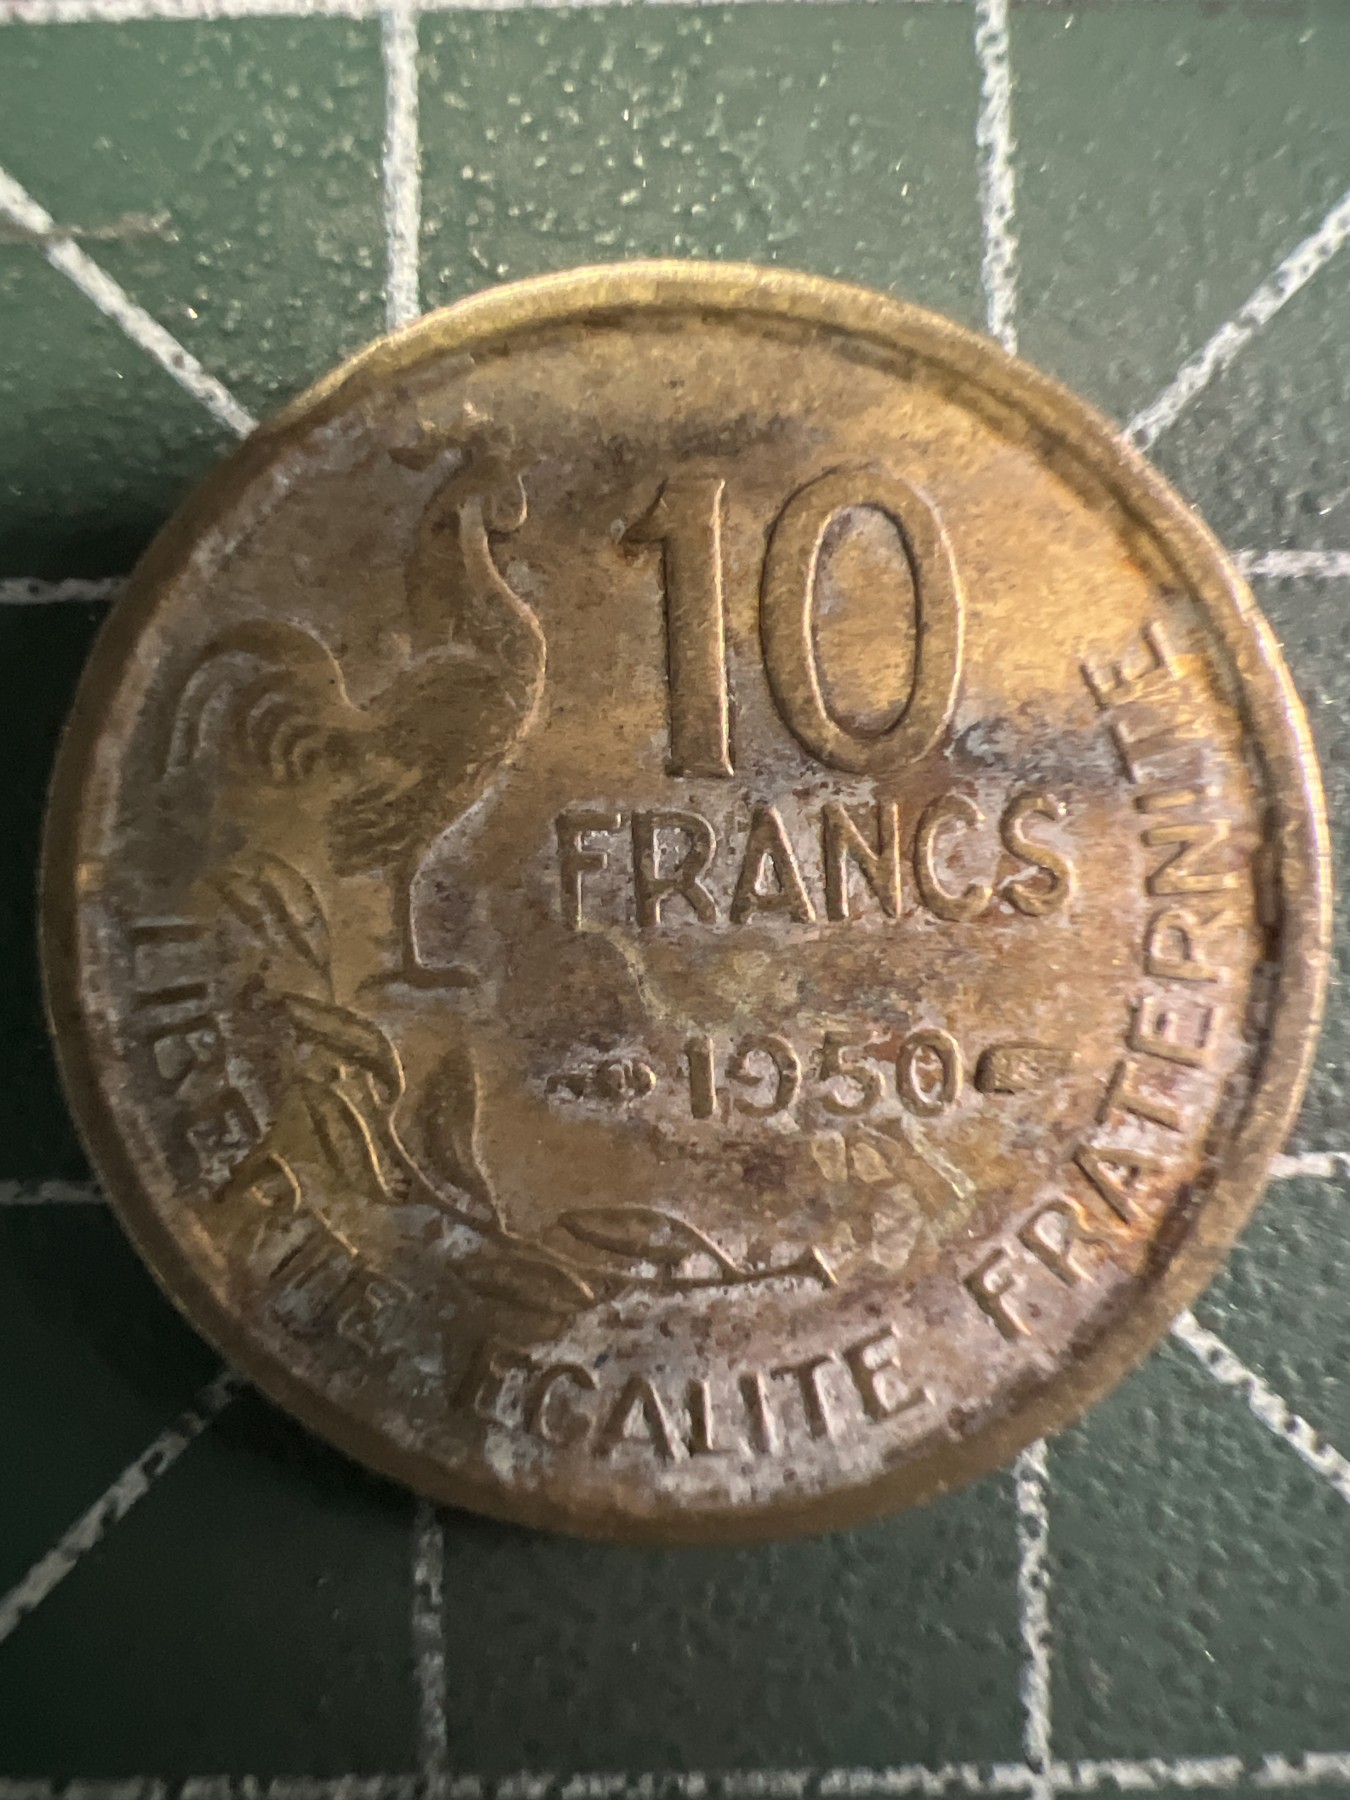 10
FRANCS
1950
LIBERTE EGALITE FRATERNITE